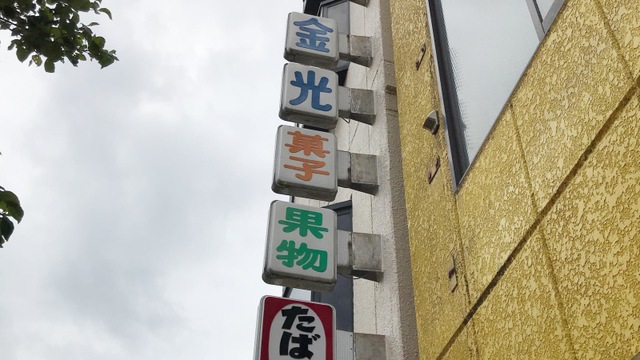 金
光
菓
子
果
物
たば